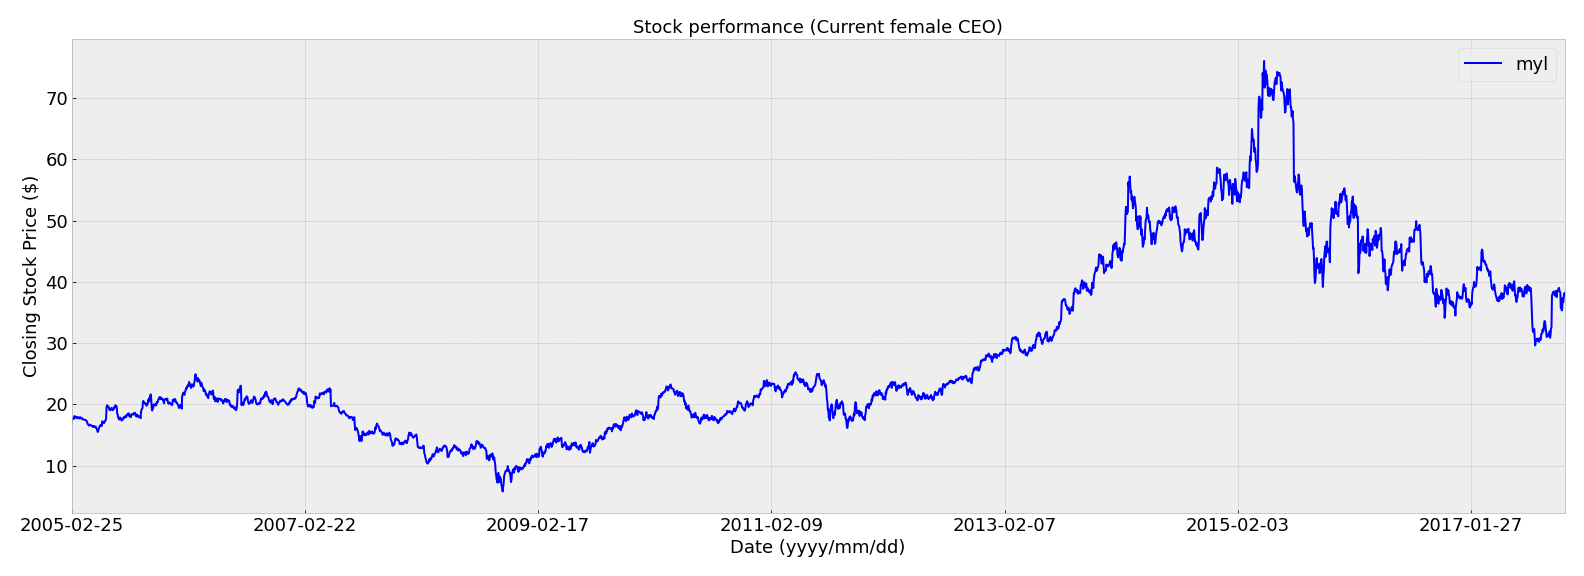 Stock performance (Current female CEO)
myl
Closing Stock Price ($)
70
60
50
40
30
20
10
2005-02-25 2007-02-22 2009-02-17 2011-02-09 2013-02-07 2015-02-03 2017-01-27
Date (yyyy/mm/dd)